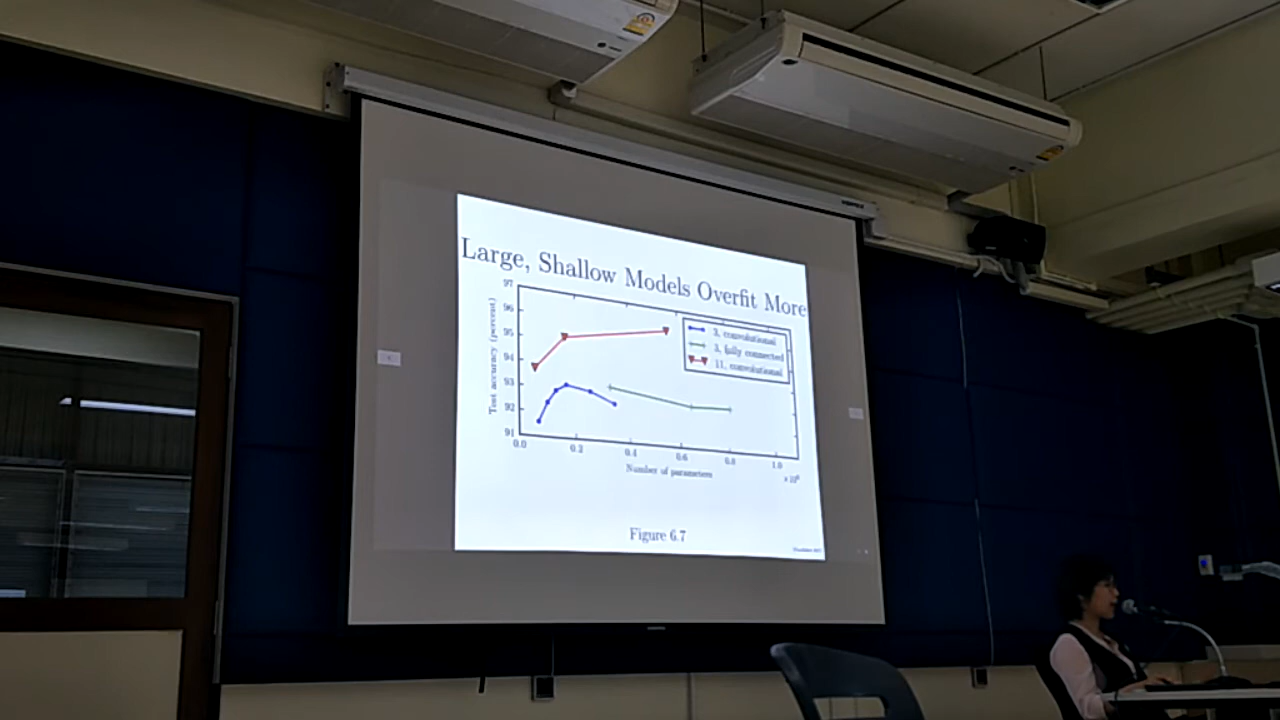 Large, Shallow Models Overfit More
97
96
95
94
93
92
91
Test accuracy (percent)
3, convolutional
3, fully connected
11, convolutional
0.0 0.2 0.4 0.6 0.8 1.0
Number of parameters
Figure 6.7